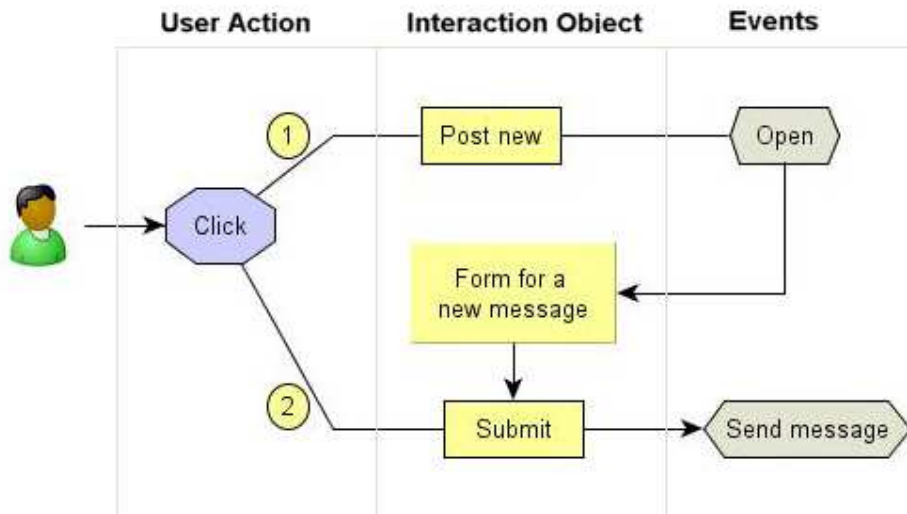 User Action
Interaction Object
Events
1
Post new
Open
Click
Form for a
new message
2
Submit
Send message